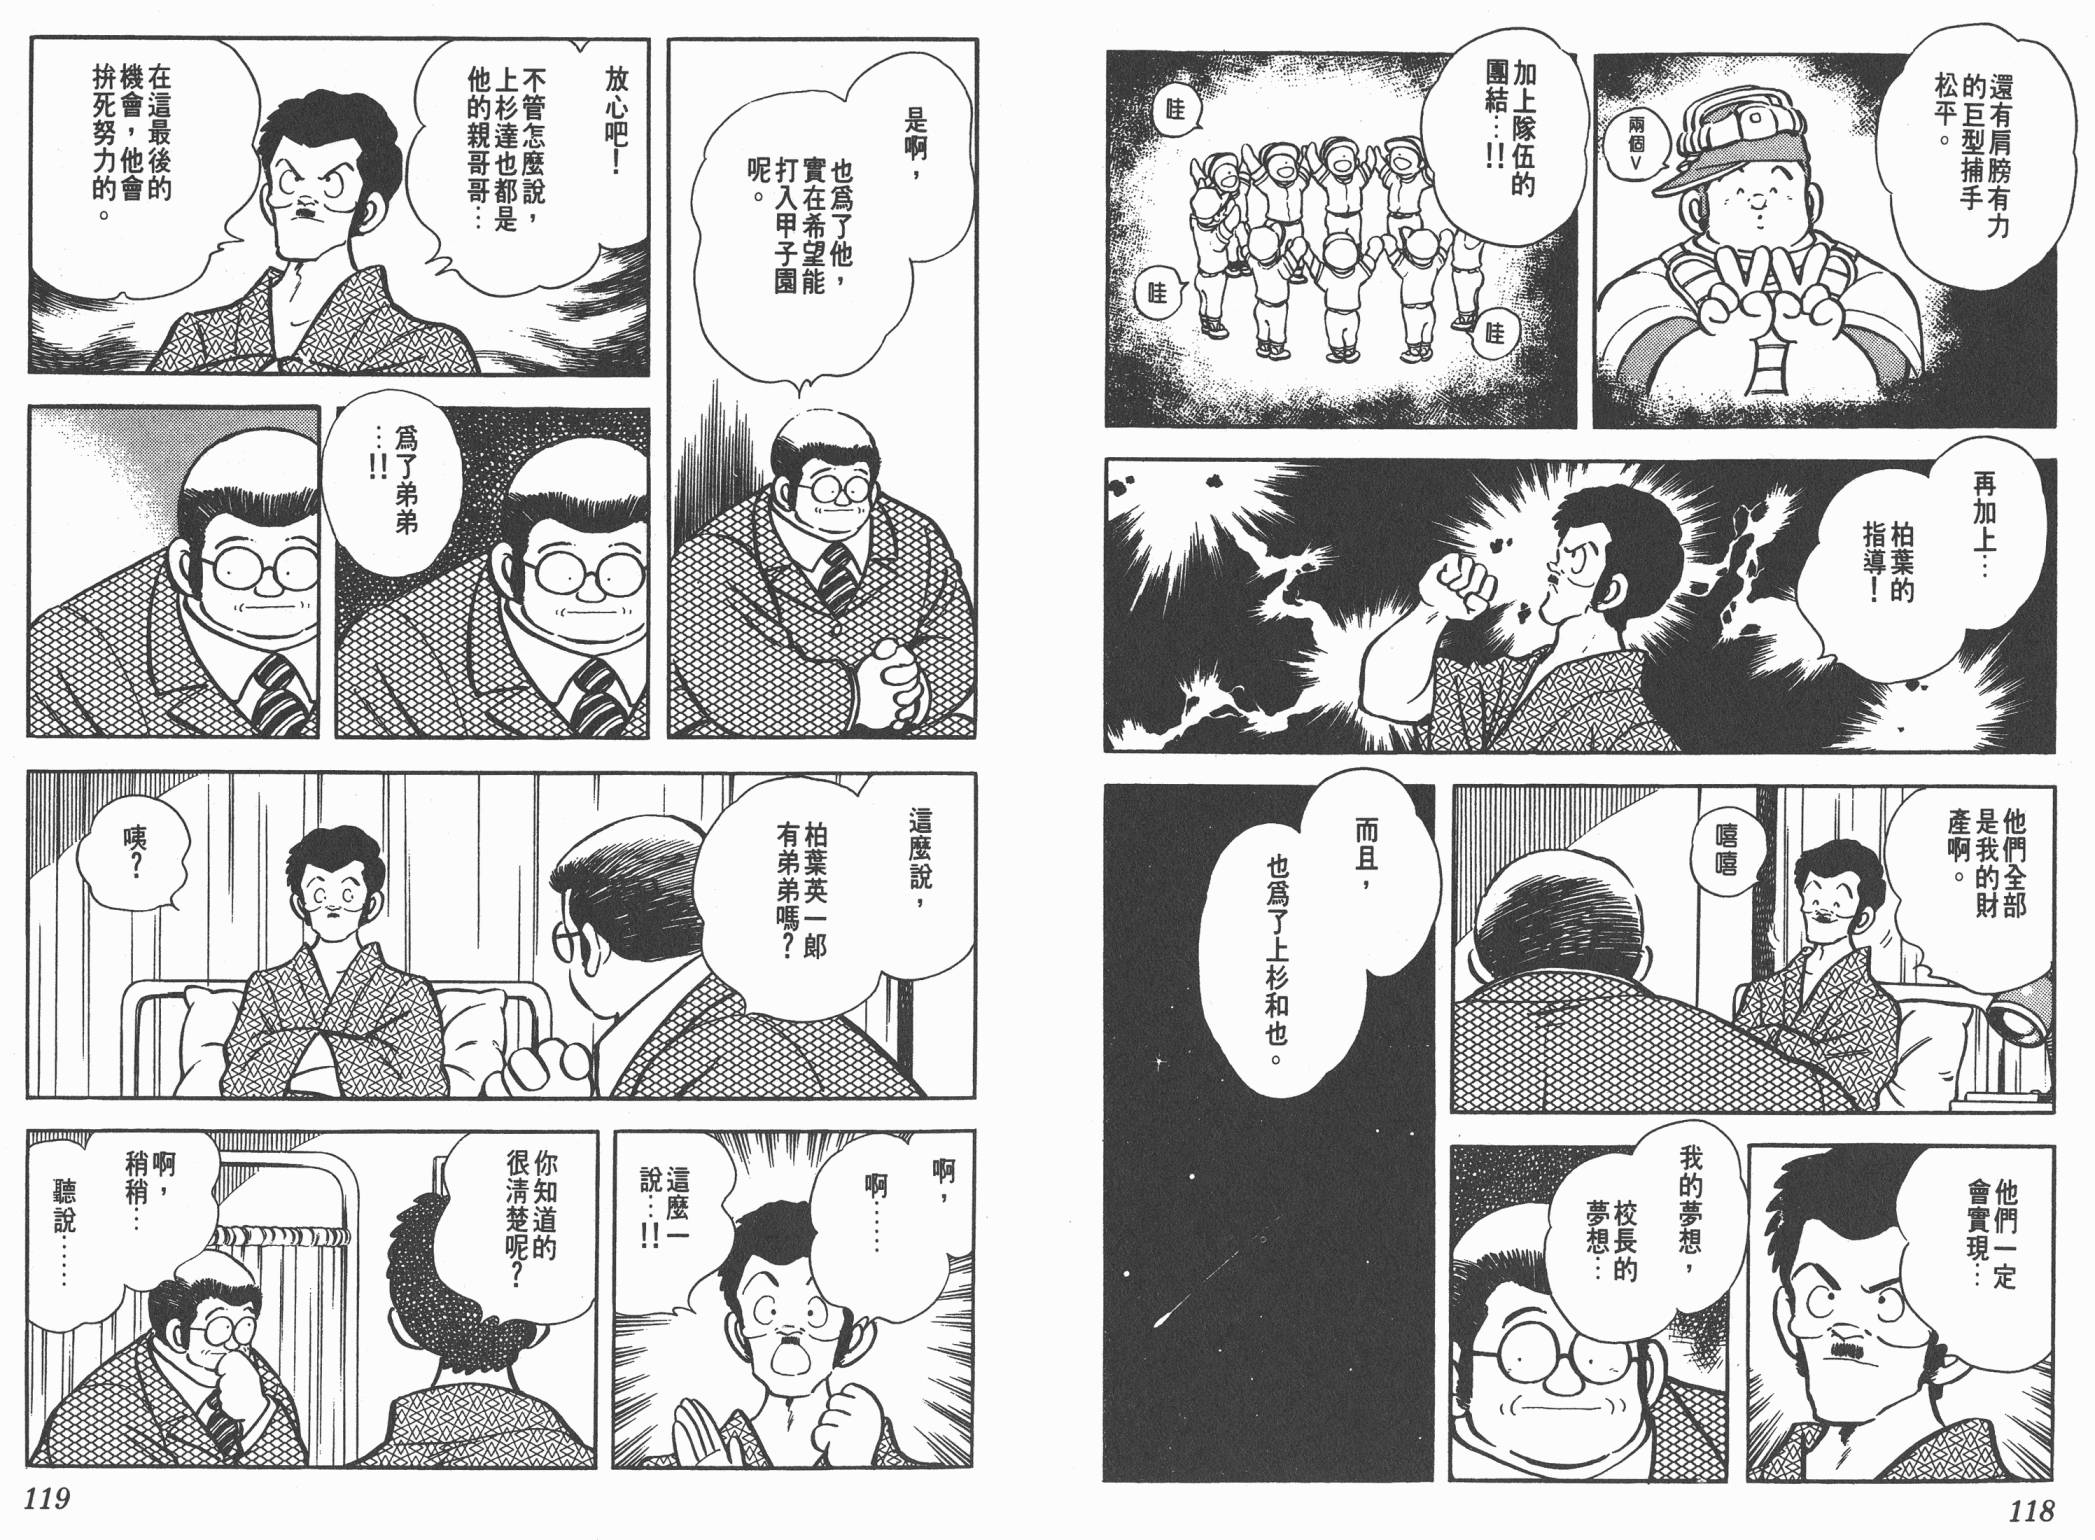 還有肩膀有力
的巨型捕手
松平。
兩個V
加上隊伍的
團結…!!
哇
哇
哇
再加上…
柏葉的
指導！
他們全部
是我的財
產啊。
嘻嘻
他們一定
會實現…
我的夢想，
校長的
夢想…
而且，
也爲了上杉和也。
118
是啊，
也爲了他，
實在希望能
打入甲子園
呢。
放心吧！
不管怎麼說，
上杉達也都是
他的親哥哥…
在這最後的
機會，他會
拚死努力的。
爲了弟弟
…!!
這麼說，
柏葉英一郎
有弟弟嗎？
咦？
啊，
啊……
這麼一
說…!!
你知道的
很淸楚呢？
啊，
稍稍…
聽說……
119